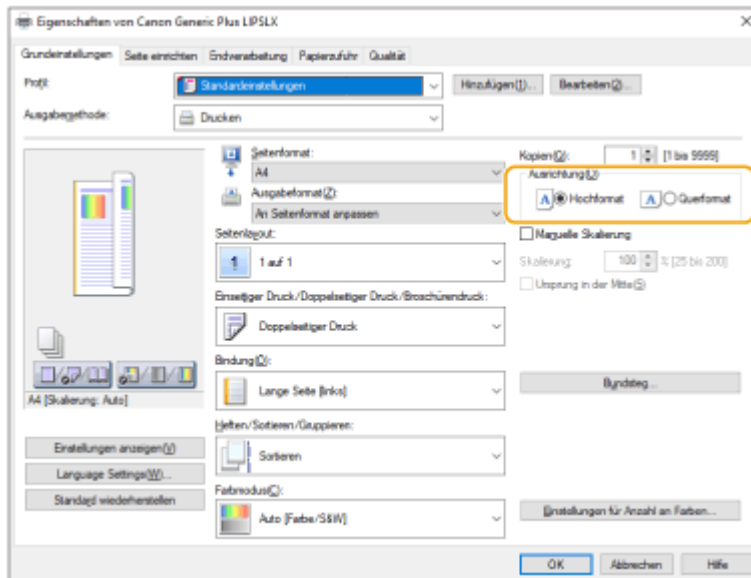 Eigenschaften von Canon Generic Plus LIPSLX
Grundeinstellungen Seite einrichten Endverarbeitung Papierzufuhr Qualität
Profil: Standardeinstellungen Hinzufügen(1)... Bearbeiten(2)...
Ausgabemethode: Drucken
Seitenformat: Kopien(Q): 1 [1 bis 9999]
A4 Ausrichtung(O)
Ausgabeformat(Z): A Hochformat A Querformat
An Seitenformat anpassen
Seitenlayout: Manuelle Skalierung
1 1 auf 1 Skalierung: 100 % [25 bis 200]
Ursprung in der Mitte(S)
Einseitiger Druck/Doppelseitiger Druck/Broschürendruck:
Doppelseitiger Druck
Bindung(O):
Lange Seite [links] Bundsteg...
A4 [Skalierung: Auto]
Heften/Sortieren/Gruppieren:
Einstellungen anzeigen(V) Sortieren
Language Settings(W)...
Standard wiederherstellen Farbmodus(C):
Auto [Farbe/S&W] Einstellungen für Anzahl an Farben...
OK Abbrechen Hilfe